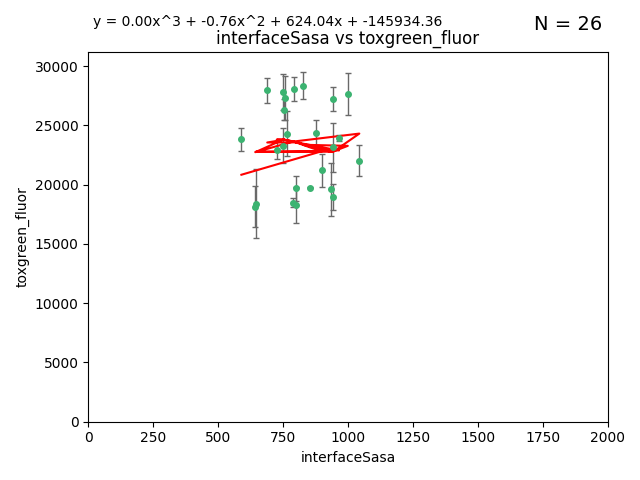 y = 0.00x^3 + -0.76x^2 + 624.04x + -145934.36
N = 26
interfaceSasa vs toxgreen_fluor
30000
25000
20000
15000
10000
5000
0
toxgreen_fluor
0 250 500 750 1000 1250 1500 1750 2000
interfaceSasa